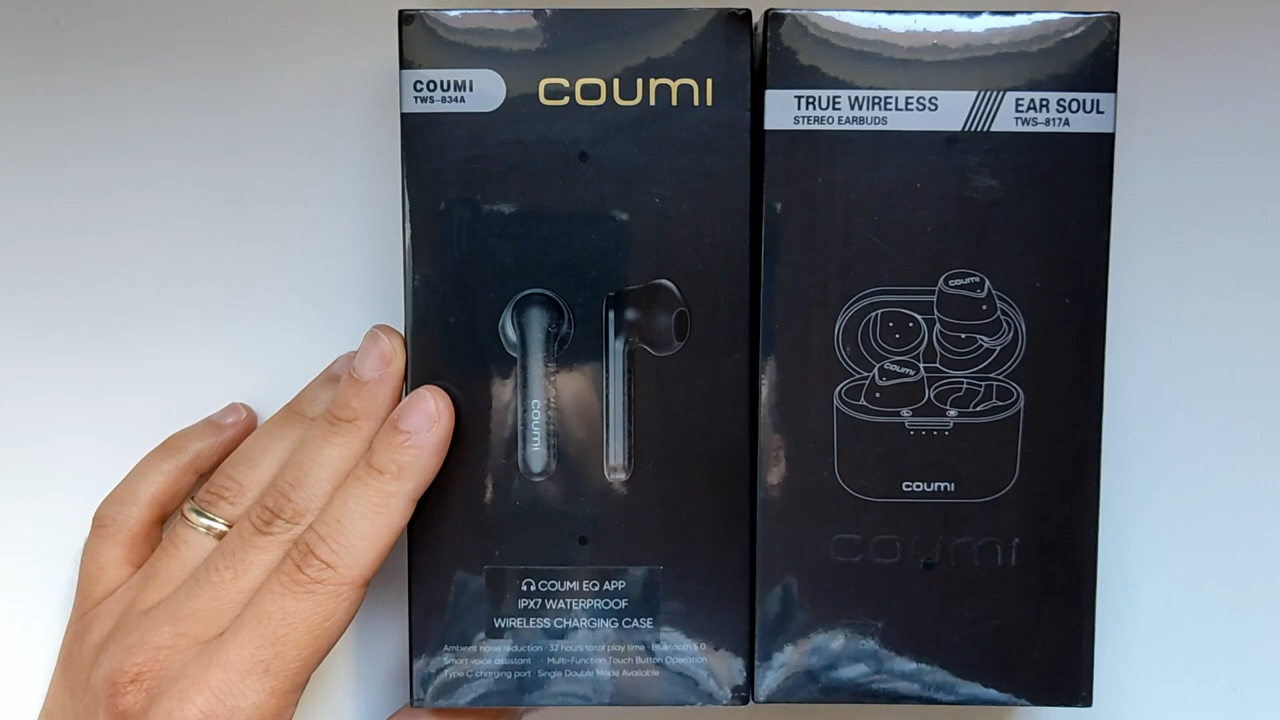 COUMI
TWS-834A
COUMI
COUMI
COUMI EQ APP
IPX7 WATERPROOF
WIRELESS CHARGING CASE
Ambient noise reduction · 32 hours total play time · Bluetooth 5.0
Smart voice assistant · Multi-Function Touch Button Operation
Type C charging port · Single Double Mode Available
TRUE WIRELESS
STEREO EARBUDS
EAR SOUL
TWS-817A
COUMI
COUMI
L R
COUMI
COUMI